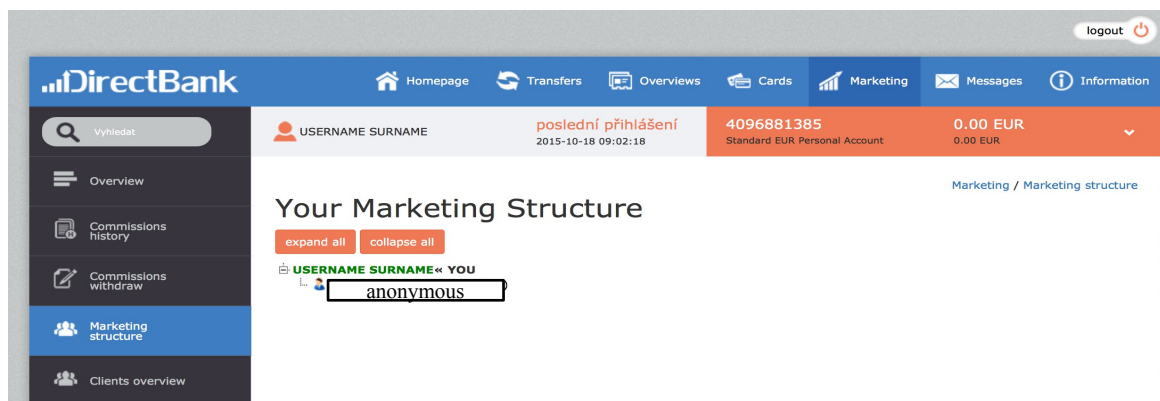 logout
DirectBank
Homepage
Transfers
Overviews
Cards
Marketing
Messages
Information
Vyhledat
USERNAME SURNAME
poslední přihlášení
2015-10-18 09:02:18
4096881385
Standard EUR Personal Account
0.00 EUR
0.00 EUR
Overview
Commissions
history
Commissions
withdraw
Marketing
structure
Clients overview
Marketing / Marketing structure
Your Marketing Structure
expand all
collapse all
USERNAME SURNAME« YOU
anonymous